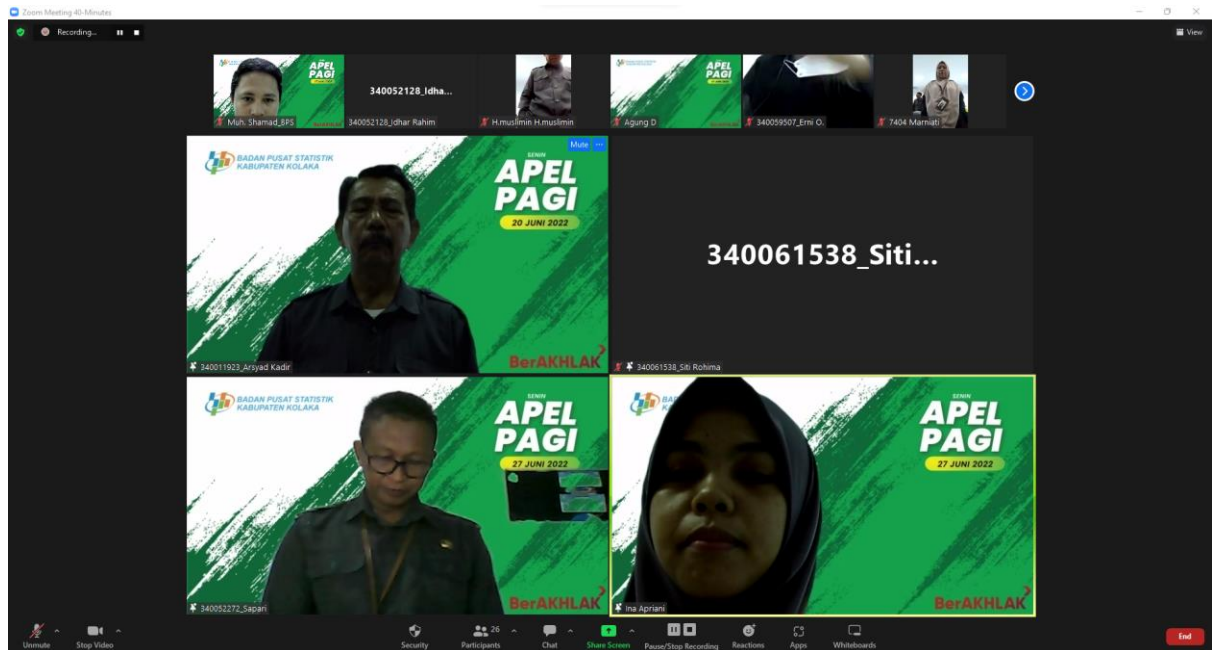 Zoom Meeting 40-Minutes
Recording...
View
340052128_Idha...
Muh. Shamad_BPS
340052128_Idhar Rahim
H.muslimin H.muslimin
Agung D
340059507_Erni O.
7404 Marniati
APEL
PAGI
APEL
PAGI
Mute
BADAN PUSAT STATISTIK
KABUPATEN KOLAKA
SENIN
APEL
PAGI
20 JUNI 2022
BerAKHLAK
340011923_Arsyad Kadir
340061538_Siti...
340061538_Siti Rohima
BADAN PUSAT STATISTIK
KABUPATEN KOLAKA
SENIN
APEL
PAGI
27 JUNI 2022
BerAKHLAK
340052272_Sapari
SENIN
APEL
PAGI
27 JUNI 2022
BerAKHLAK
Ina Apriani
Unmute
Stop Video
Security
Participants
26
Chat
Share Screen
Pause/Stop Recording
Reactions
Apps
Whiteboards
End